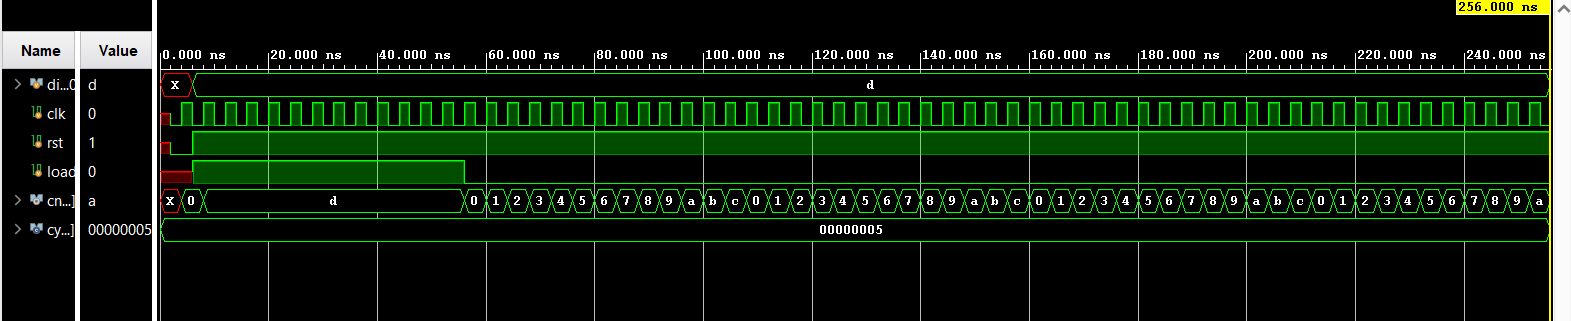 256.000 ns
Name Value
0.000 ns 20.000 ns 40.000 ns 60.000 ns 80.000 ns 100.000 ns 120.000 ns 140.000 ns 160.000 ns 180.000 ns 200.000 ns 220.000 ns 240.000 ns
di...0 d X d
clk 0
rst 1
load 0
cn...] a X 0 d 0 1 2 3 4 5 6 7 8 9 a b c 0 1 2 3 4 5 6 7 8 9 a b c 0 1 2 3 4 5 6 7 8 9 a b c 0 1 2 3 4 5 6 7 8 9 a
cy...] 00000005 00000005